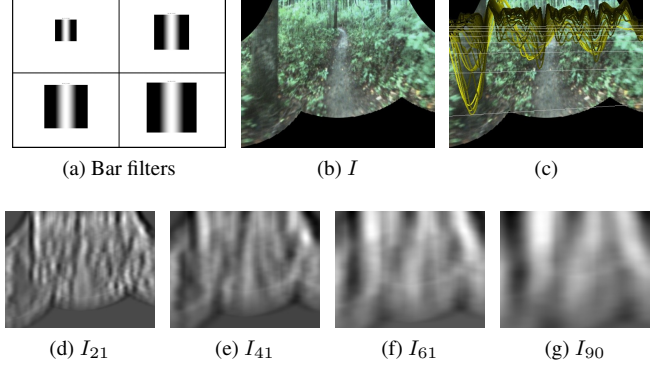 (a) Bar filters
(b) I
(c)
(d) I₂₁
(e) I₄₁
(f) I₆₁
(g) I₉₀